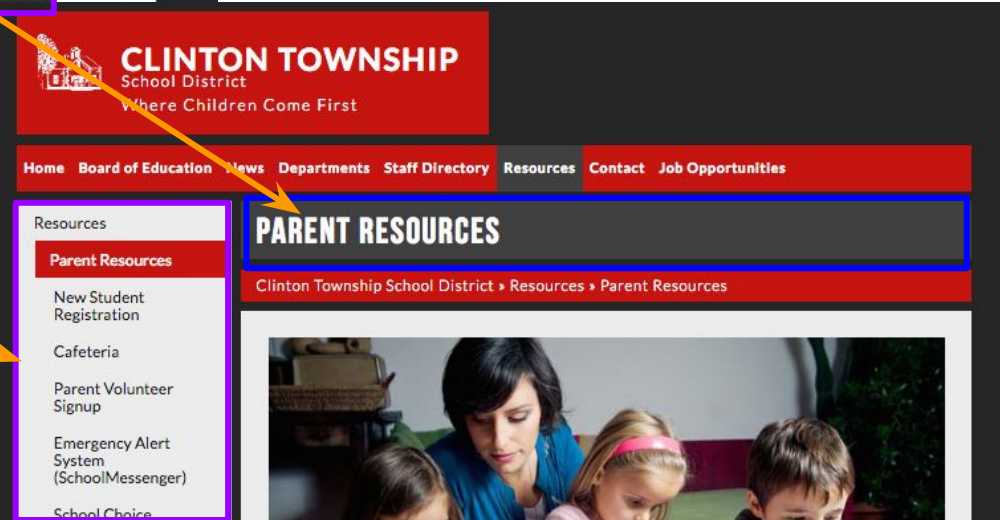 CLINTON TOWNSHIP
School District
Where Children Come First
Home Board of Education News Departments Staff Directory Resources Contact Job Opportunities
Resources
Parent Resources
New Student
Registration
Cafeteria
Parent Volunteer
Signup
Emergency Alert
System
(SchoolMessenger)
School Choice
PARENT RESOURCES
Clinton Township School District » Resources » Parent Resources